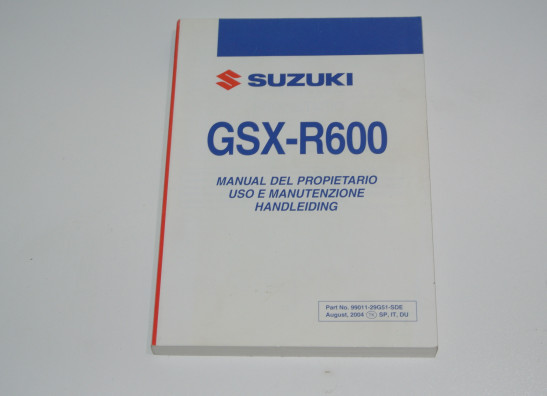 SUZUKI
GSX-R600
MANUAL DEL PROPIETARIO
USO E MANUTENZIONE
HANDLEIDING
Part No. 99011-29G51-SDE
August, 2004 SP, IT, DU